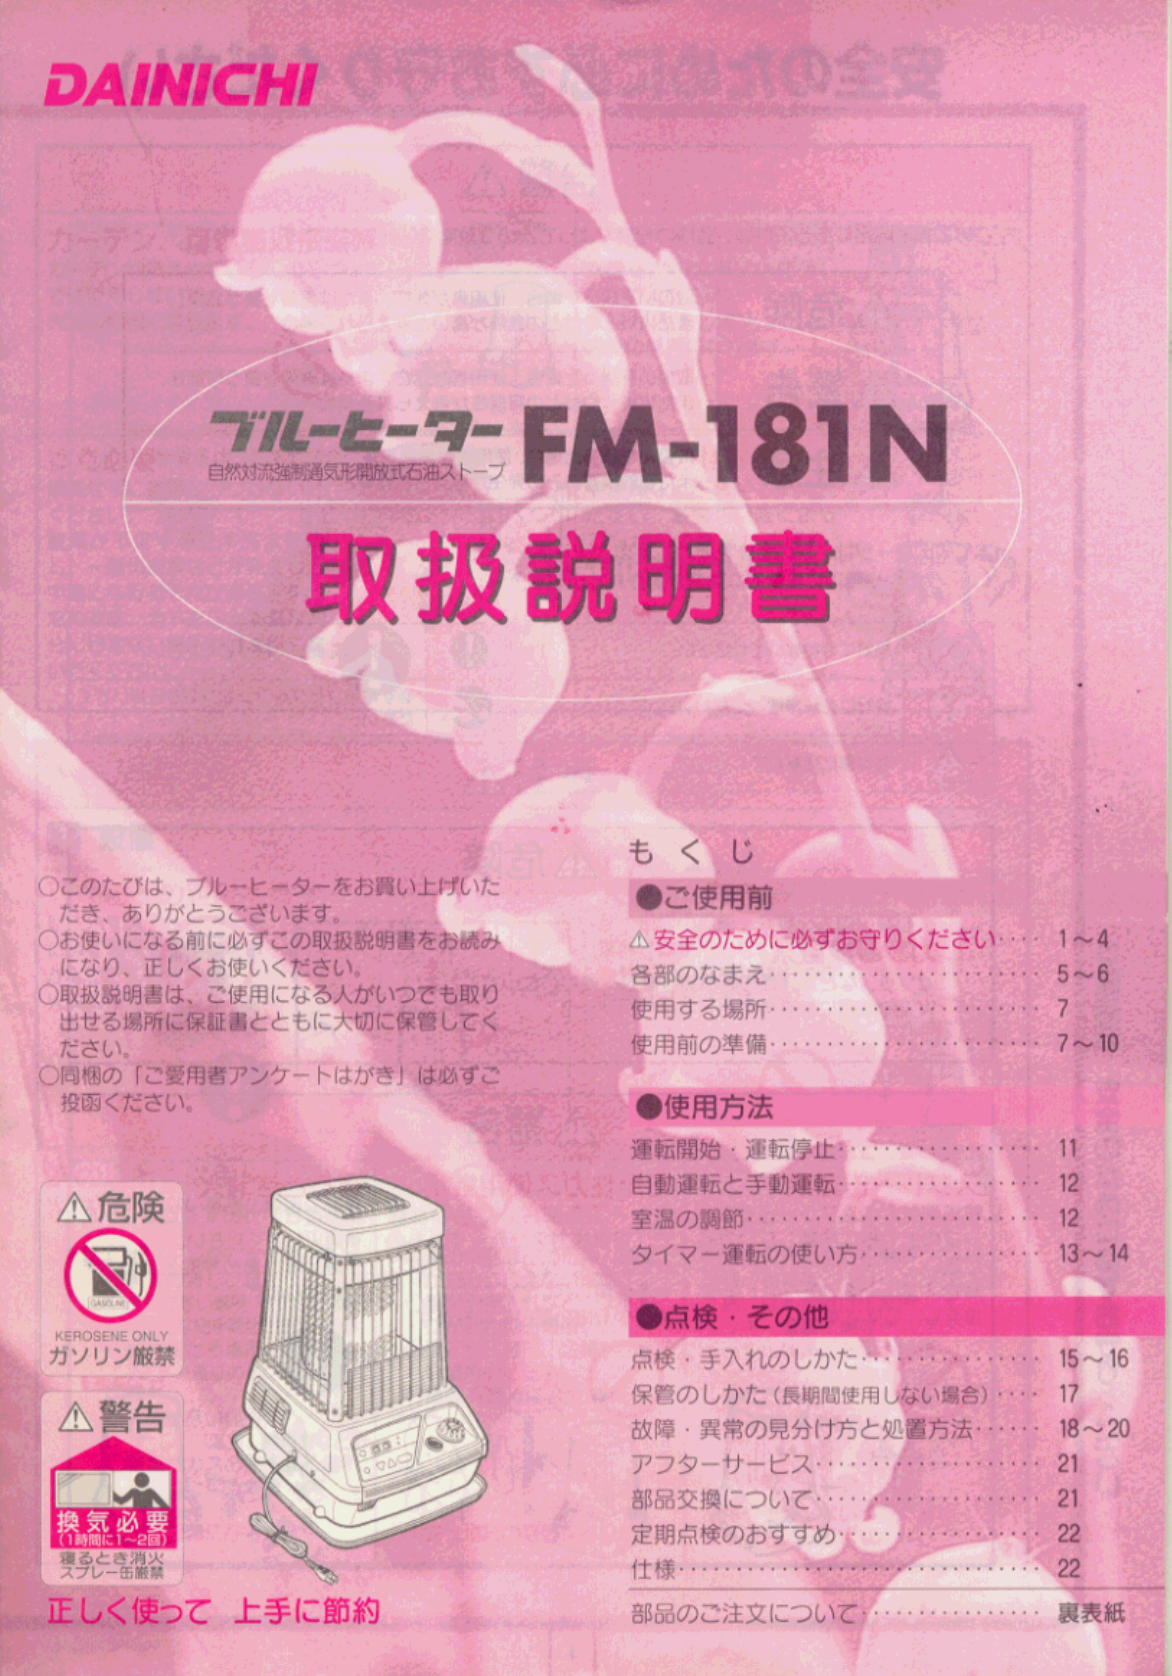 DAINICHI
ブルーヒーター FM-181N
自然対流強制通気形開放式石油ストーブ
取扱説明書
○このたびは、ブルーヒーターをお買い上げいた
だき、ありがとうございます。
○お使いになる前に必ずこの取扱説明書をお読み
になり、正しくお使いください。
○取扱説明書は、ご使用になる人がいつでも取り
出せる場所に保証書とともに大切に保管してく
ださい。
○同梱の「ご愛用者アンケートはがき」は必ずご
投函ください。
⚠危険
GASOLINE
KEROSENE ONLY
ガソリン厳禁
⚠警告
換気必要
(1時間に1～2回)
寝るとき消火
スプレー缶厳禁
正しく使って 上手に節約
もくじ
●ご使用前
⚠安全のために必ずお守りください････ 1～4
各部のなまえ････････････････････････ 5～6
使用する場所････････････････････････ 7
使用前の準備････････････････････････ 7～10
●使用方法
運転開始・運転停止･･････････････････ 11
自動運転と手動運転･･････････････････ 12
室温の調節･･････････････････････････ 12
タイマー運転の使い方････････････････ 13～14
●点検・その他
点検・手入れのしかた････････････････ 15～16
保管のしかた(長期間使用しない場合)････ 17
故障・異常の見分け方と処置方法･･････ 18～20
アフターサービス････････････････････ 21
部品交換について････････････････････ 21
定期点検のおすすめ･･････････････････ 22
仕様････････････････････････････････ 22
部品のご注文について････････････････ 裏表紙